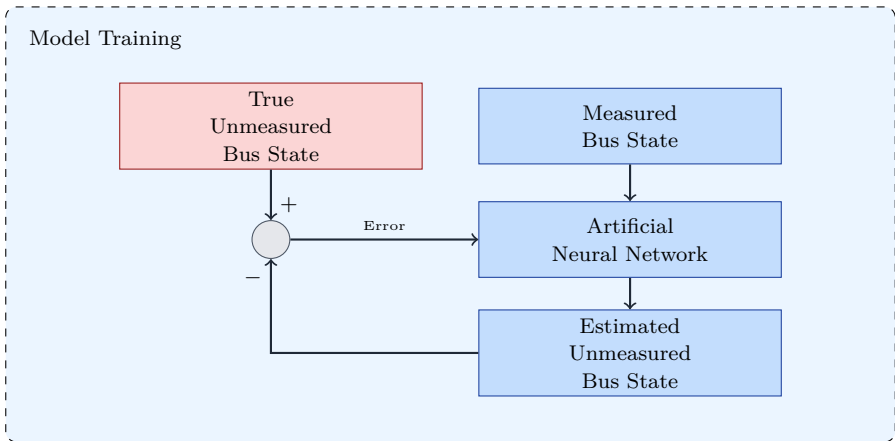 Model Training
True
Unmeasured
Bus State
Measured
Bus State
+
Error
Artificial
Neural Network
−
Estimated
Unmeasured
Bus State